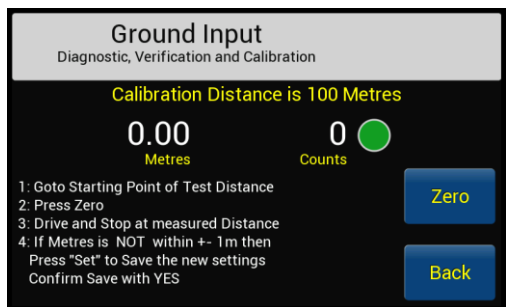 Ground Input
Diagnostic, Verification and Calibration
Calibration Distance is 100 Metres
0.00 0
Metres Counts
1: Goto Starting Point of Test Distance
2: Press Zero
3: Drive and Stop at measured Distance
4: If Metres is NOT within +- 1m then
Press "Set" to Save the new settings
Confirm Save with YES
Zero
Back